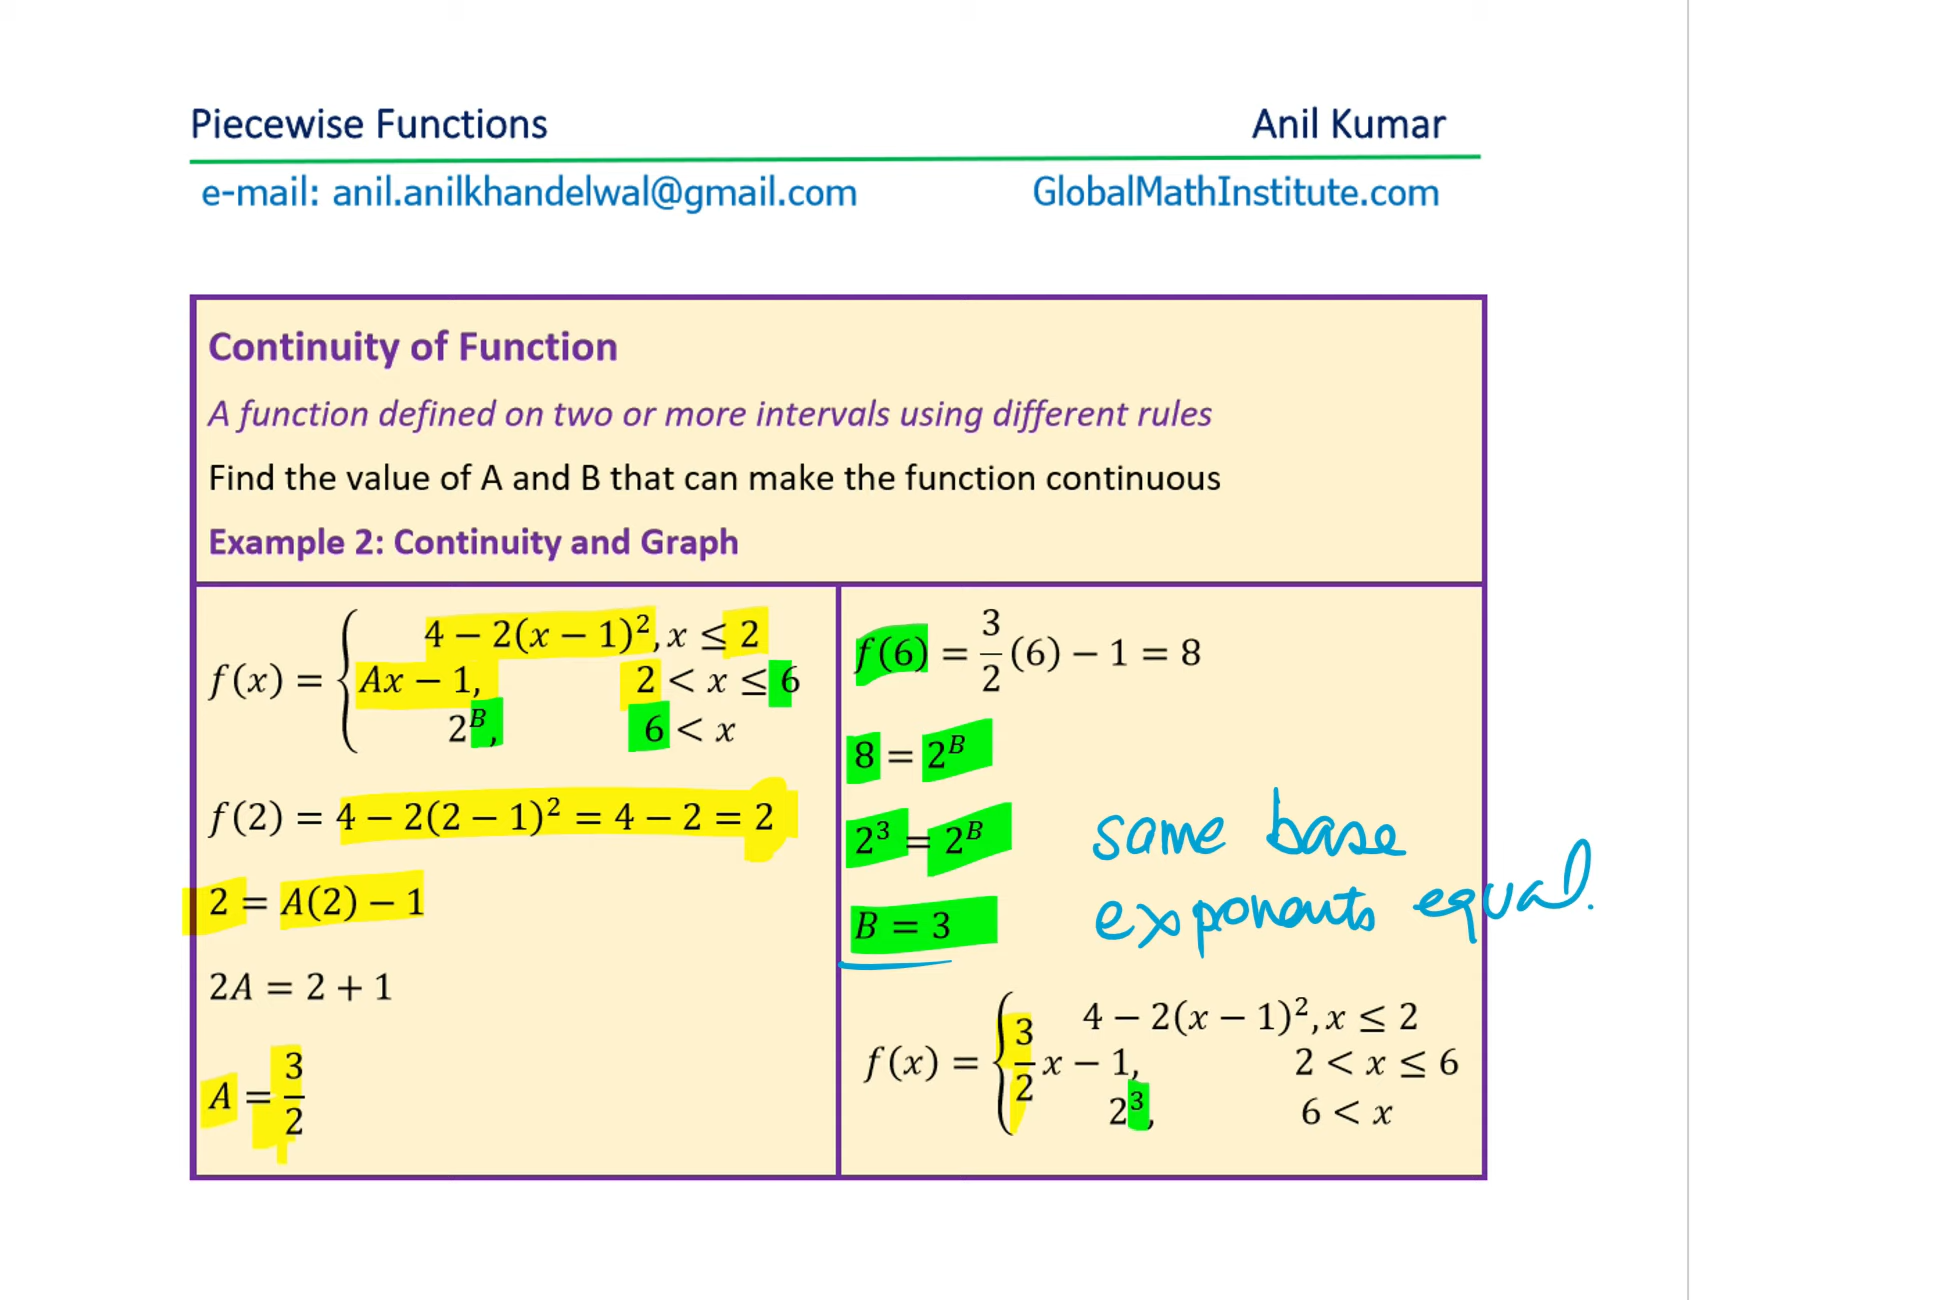 Piecewise Functions Anil Kumar
e-mail: anil.anilkhandelwal@gmail.com GlobalMathInstitute.com
Continuity of Function
A function defined on two or more intervals using different rules
Find the value of A and B that can make the function continuous
Example 2: Continuity and Graph
f(x) = { 4 − 2(x − 1)², x ≤ 2
Ax − 1, 2 < x ≤ 6
2ᴮ, 6 < x
f(2) = 4 − 2(2 − 1)² = 4 − 2 = 2
2 = A(2) − 1
2A = 2 + 1
A = 3/2
f(6) = 3/2 (6) − 1 = 8
8 = 2ᴮ
2³ = 2ᴮ
B = 3
same base
exponents equal.
f(x) = { 4 − 2(x − 1)², x ≤ 2
3/2 x − 1, 2 < x ≤ 6
2³, 6 < x